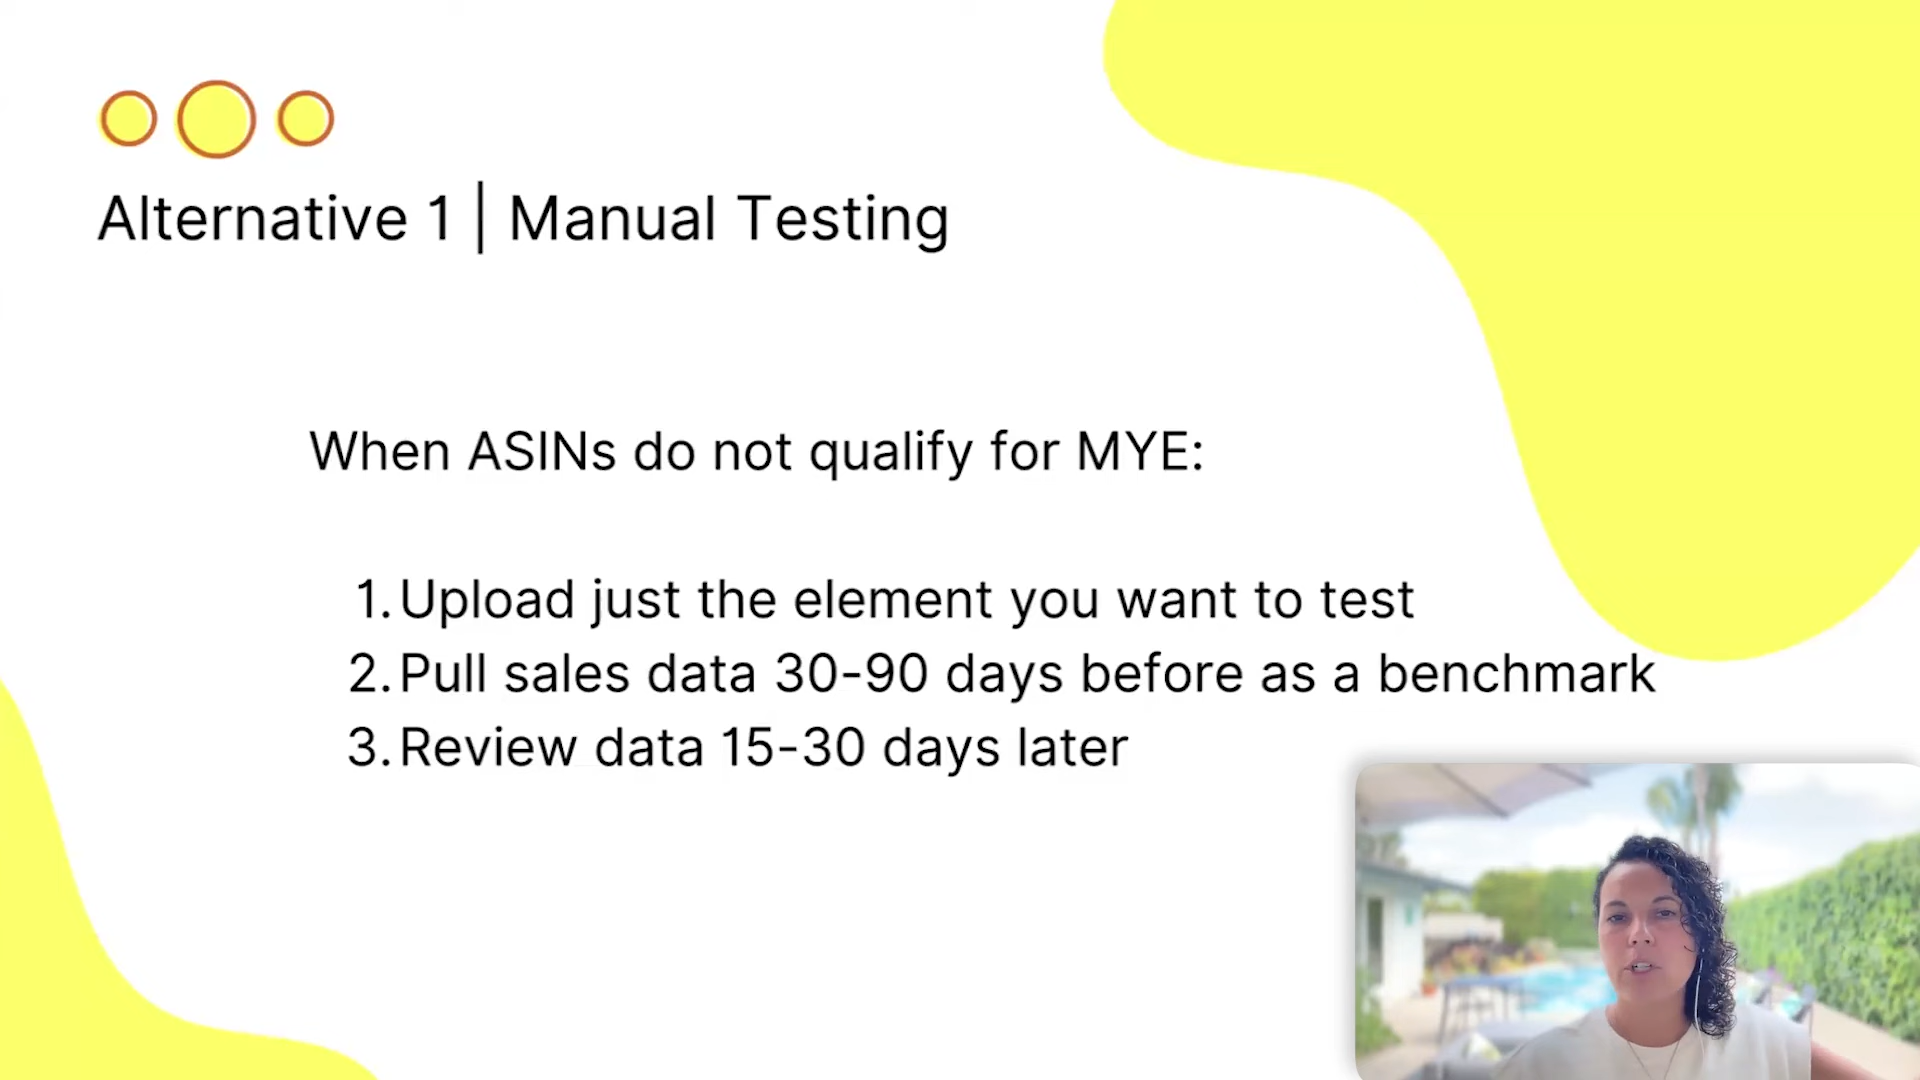 Alternative 1 | Manual Testing
When ASINs do not qualify for MYE:
1. Upload just the element you want to test
2. Pull sales data 30-90 days before as a benchmark
3. Review data 15-30 days later